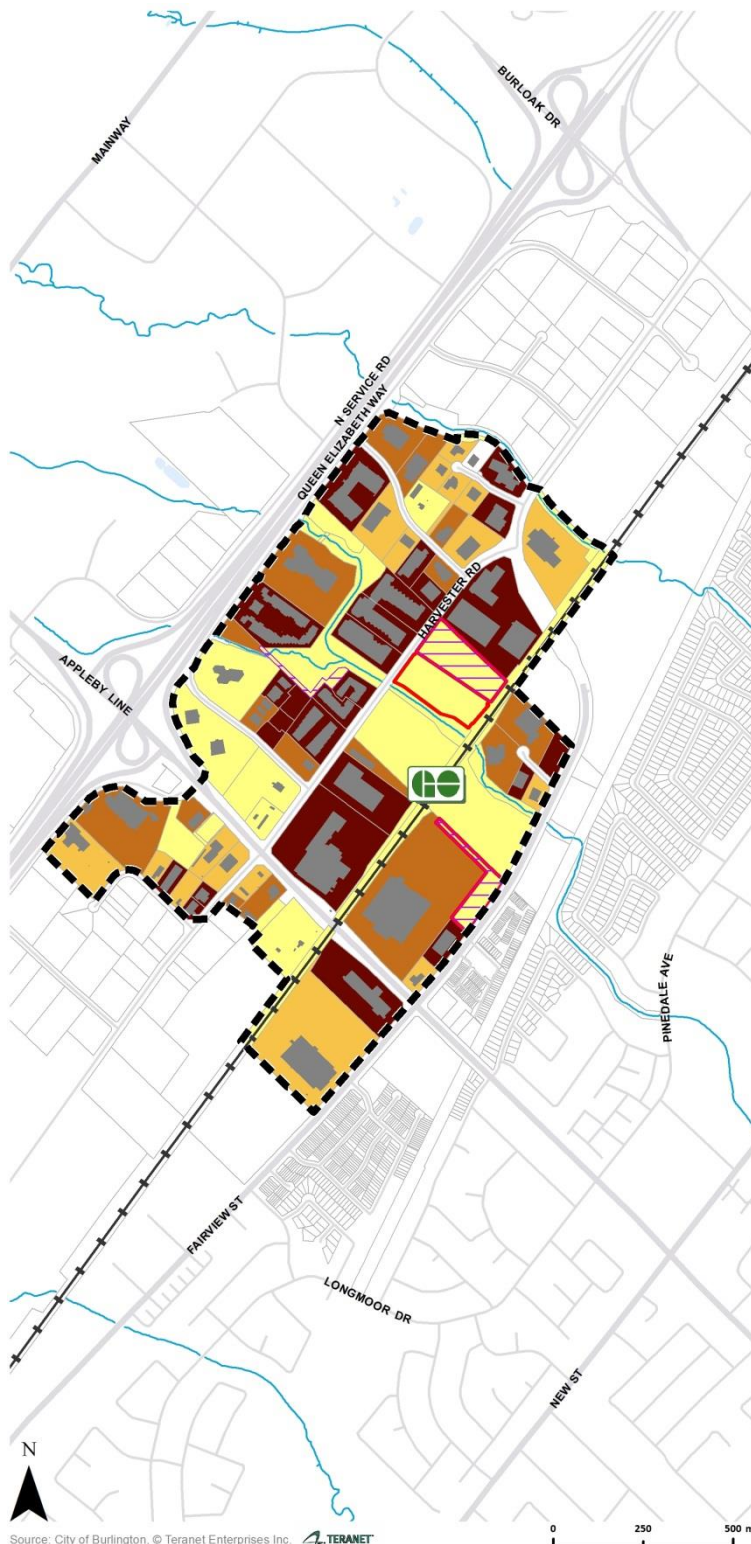 BURLOAK DR
MAINWAY
N SERVICE RD
QUEEN ELIZABETH WAY
HARVESTER RD
APPLEBY LINE
GO
PINEDALE AVE
FAIRVIEW ST
LONGMOOR DR
NEW ST
N
0 250 500 m
Source: City of Burlington, © Teranet Enterprises Inc. TERANET